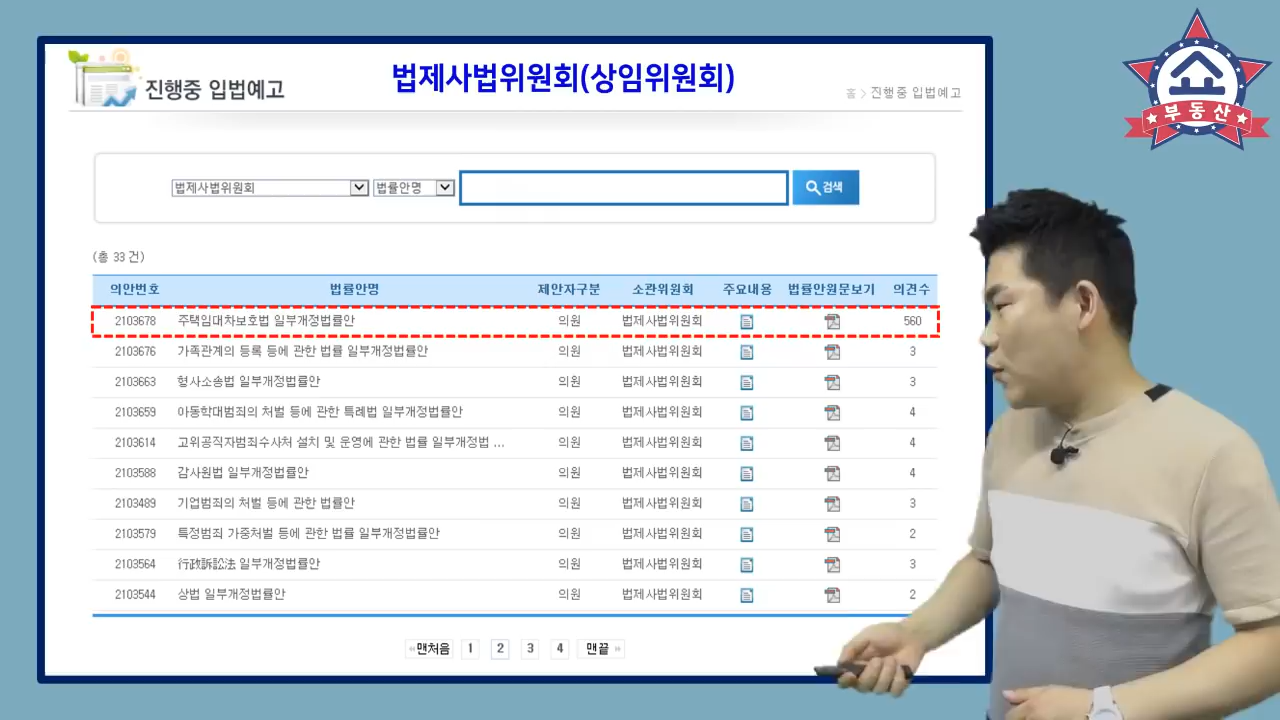 법제사법위원회(상임위원회)
진행중 입법예고
홈 > 진행중 입법예고
부동산
법제사법위원회 법률안명 검색
(총 33 건)
의안번호 법률안명 제안자구분 소관위원회 주요내용 법률안원문보기 의견수
2103678 주택임대차보호법 일부개정법률안 의원 법제사법위원회 560
2103676 가족관계의 등록 등에 관한 법률 일부개정법률안 의원 법제사법위원회 3
2103663 형사소송법 일부개정법률안 의원 법제사법위원회 3
2103659 아동학대범죄의 처벌 등에 관한 특례법 일부개정법률안 의원 법제사법위원회 4
2103614 고위공직자범죄수사처 설치 및 운영에 관한 법률 일부개정법 ... 의원 법제사법위원회 4
2103588 감사원법 일부개정법률안 의원 법제사법위원회 4
2103489 기업범죄의 처벌 등에 관한 법률안 의원 법제사법위원회 3
2103579 특정범죄 가중처벌 등에 관한 법률 일부개정법률안 의원 법제사법위원회 2
2103564 行政訴訟法 일부개정법률안 의원 법제사법위원회 3
2103544 상법 일부개정법률안 의원 법제사법위원회 2
«맨처음 1 2 3 4 맨끝 »